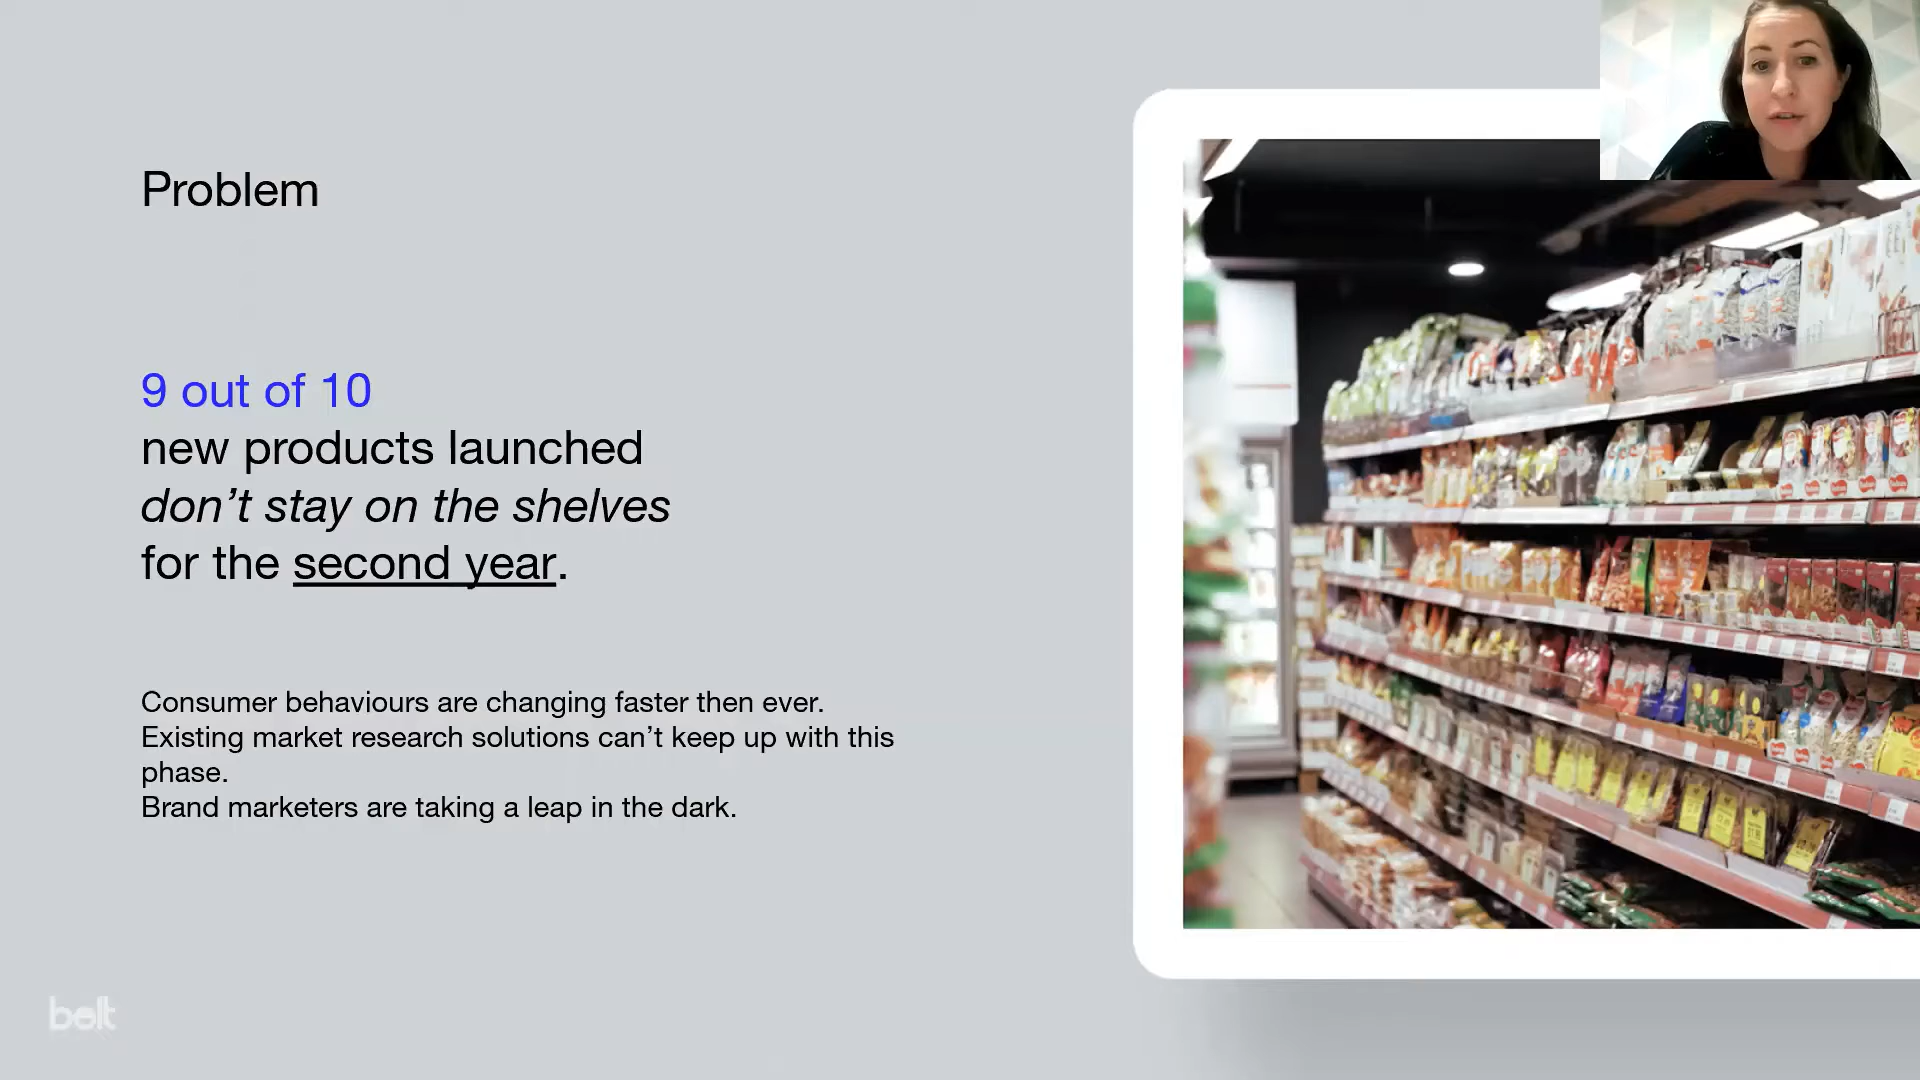 Problem
9 out of 10
new products launched
don’t stay on the shelves
for the second year.
Consumer behaviours are changing faster then ever.
Existing market research solutions can’t keep up with this
phase.
Brand marketers are taking a leap in the dark.